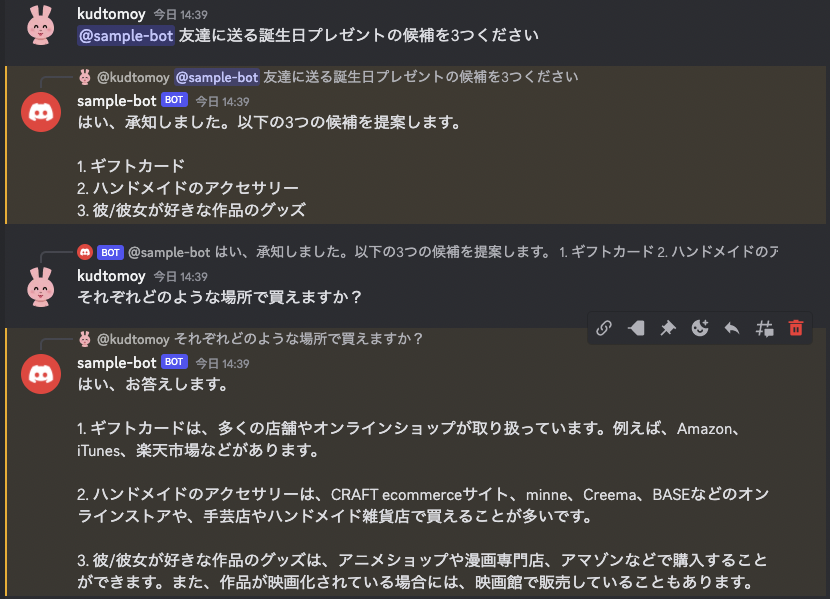 kudtomoy 今日 14:39
@sample-bot 友達に送る誕生日プレゼントの候補を3つください
@kudtomoy @sample-bot 友達に送る誕生日プレゼントの候補を3つください
sample-bot BOT 今日 14:39
はい、承知しました。以下の3つの候補を提案します。
1. ギフトカード
2. ハンドメイドのアクセサリー
3. 彼/彼女が好きな作品のグッズ
BOT @sample-bot はい、承知しました。以下の3つの候補を提案します。 1. ギフトカード 2. ハンドメイドのア
kudtomoy 今日 14:39
それぞれどのような場所で買えますか？
@kudtomoy それぞれどのような場所で買えますか？
sample-bot BOT 今日 14:39
はい、お答えします。
1. ギフトカードは、多くの店舗やオンラインショップが取り扱っています。例えば、Amazon、
iTunes、楽天市場などがあります。
2. ハンドメイドのアクセサリーは、CRAFT ecommerceサイト、minne、Creema、BASEなどのオン
ラインストアや、手芸店やハンドメイド雑貨店で買えることが多いです。
3. 彼/彼女が好きな作品のグッズは、アニメショップや漫画専門店、アマゾンなどで購入すること
ができます。また、作品が映画化されている場合には、映画館で販売していることもあります。